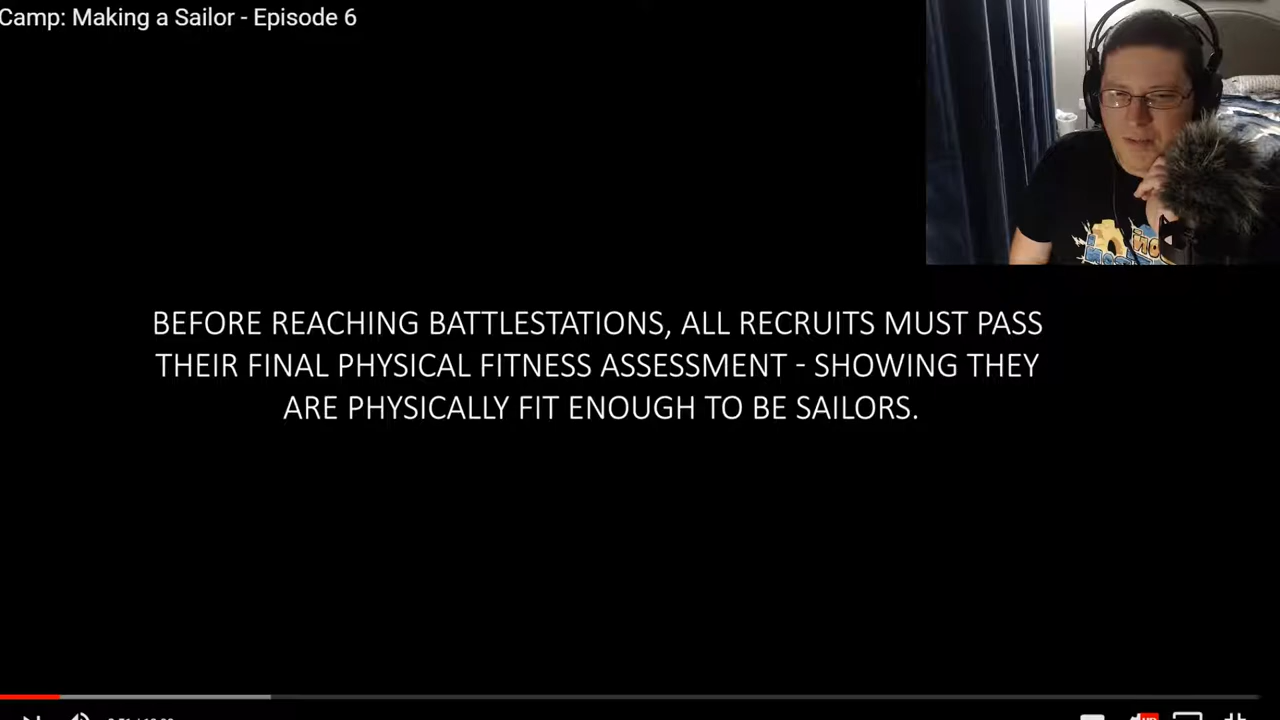 Camp: Making a Sailor - Episode 6
BEFORE REACHING BATTLESTATIONS, ALL RECRUITS MUST PASS
THEIR FINAL PHYSICAL FITNESS ASSESSMENT - SHOWING THEY
ARE PHYSICALLY FIT ENOUGH TO BE SAILORS.